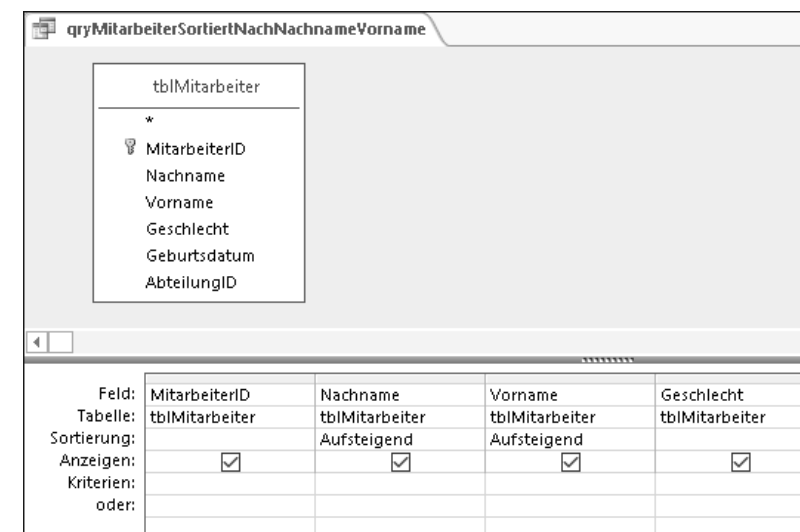 qryMitarbeiterSortiertNachNachnameVorname
tblMitarbeiter
*
MitarbeiterID
Nachname
Vorname
Geschlecht
Geburtsdatum
AbteilungID
Feld: MitarbeiterID Nachname Vorname Geschlecht
Tabelle: tblMitarbeiter tblMitarbeiter tblMitarbeiter tblMitarbeiter
Sortierung: Aufsteigend Aufsteigend
Anzeigen:
Kriterien:
oder: